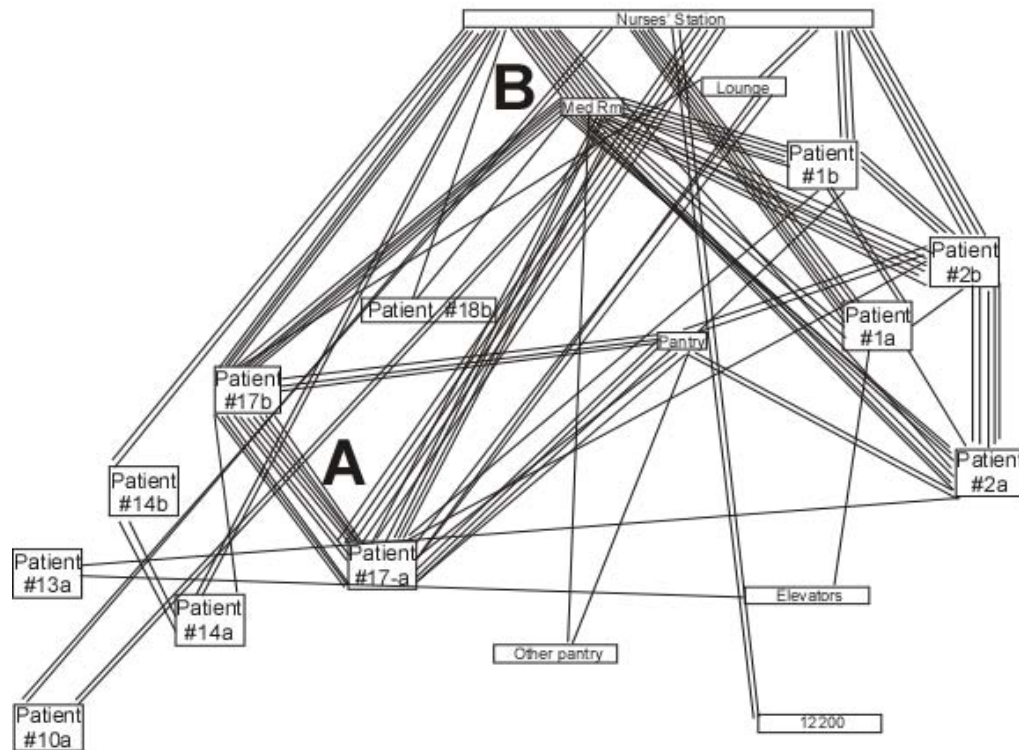 Nurses' Station
B
Lounge
Med Rm
Patient
#1b
Patient
#2b
Patient #18b
Patient
#1a
Pantry
Patient
#17b
A
Patient
#14b
Patient
#2a
Patient
#13a
Patient
#17-a
Elevators
Patient
#14a
Other pantry
Patient
#10a
12200